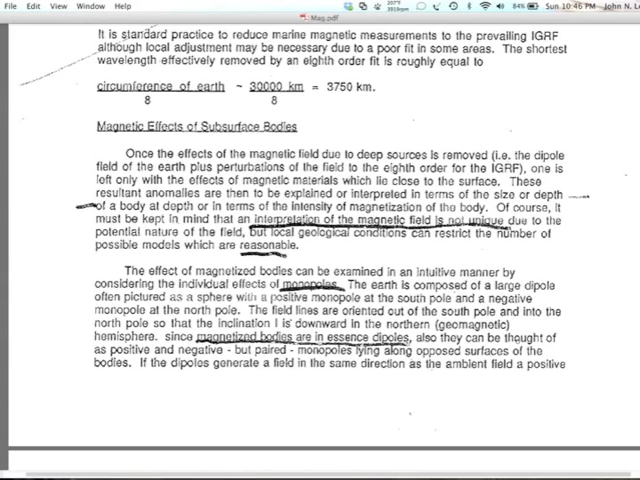 File Edit View Window Help
84% Sun 10:46 PM John N. Lo
Mag.pdf
It is standard practice to reduce marine magnetic measurements to the prevailing IGRF
although local adjustment may be necessary due to a poor fit in some areas. The shortest
wavelength effectively removed by an eighth order fit is roughly equal to
circumference of earth ~ 30000 km = 3750 km.
8 8
Magnetic Effects of Subsurface Bodies
Once the effects of the magnetic field due to deep sources is removed (i.e. the dipole
field of the earth plus perturbations of the field to the eighth order for the IGRF), one is
left only with the effects of magnetic materials which lie close to the surface. These
resultant anomalies are then to be explained or interpreted in terms of the size or depth
of a body at depth or in terms of the intensity of magnetization of the body. Of course, it
must be kept in mind that an interpretation of the magnetic field is not unique due to the
potential nature of the field, but local geological conditions can restrict the number of
possible models which are reasonable.
The effect of magnetized bodies can be examined in an intuitive manner by
considering the individual effects of monopoles. The earth is composed of a large dipole
often pictured as a sphere with a positive monopole at the south pole and a negative
monopole at the north pole. The field lines are oriented out of the south pole and into the
north pole so that the inclination I is downward in the northern (geomagnetic)
hemisphere. since magnetized bodies are in essence dipoles, also they can be thought of
as positive and negative - but paired - monopoles lying along opposed surfaces of the
bodies. If the dipoles generate a field in the same direction as the ambient field a positive